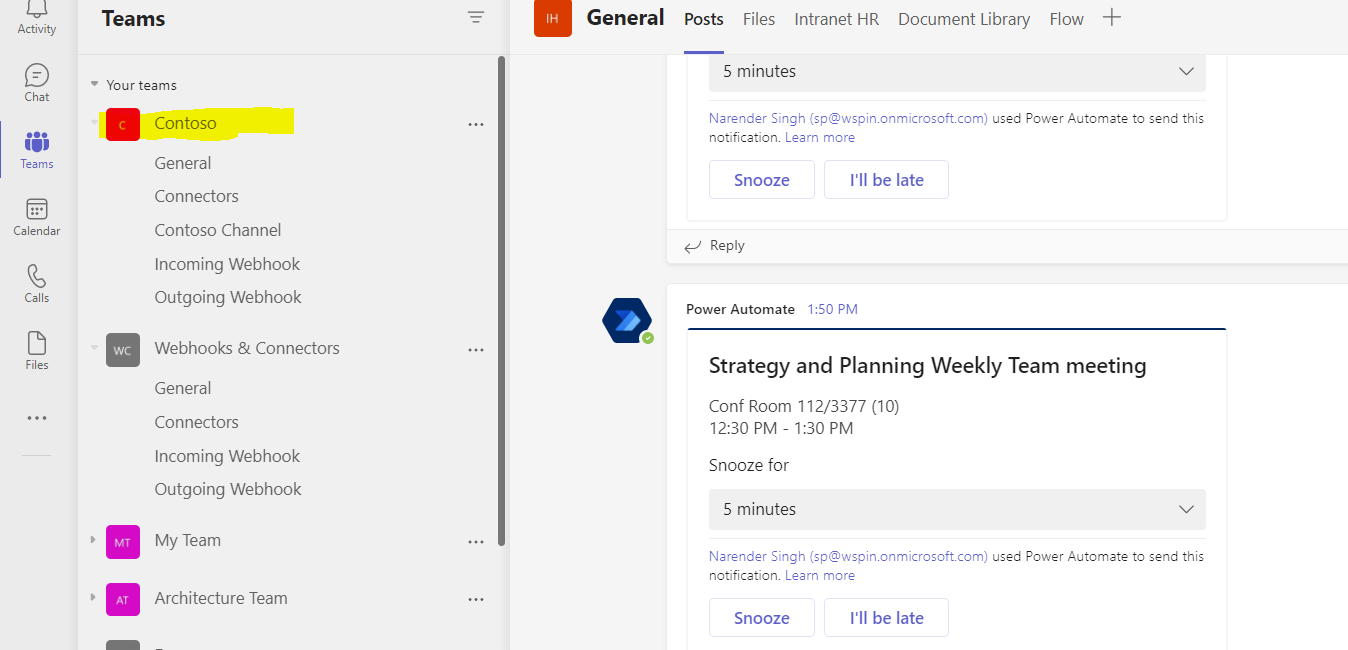 Activity
Chat
Teams
Calendar
Calls
Files
Teams
Your teams
C Contoso
General
Connectors
Contoso Channel
Incoming Webhook
Outgoing Webhook
WC Webhooks & Connectors
General
Connectors
Incoming Webhook
Outgoing Webhook
MT My Team
AT Architecture Team
IH General Posts Files Intranet HR Document Library Flow
5 minutes
Narender Singh (sp@wspin.onmicrosoft.com) used Power Automate to send this
notification. Learn more
Snooze I'll be late
Reply
Power Automate 1:50 PM
Strategy and Planning Weekly Team meeting
Conf Room 112/3377 (10)
12:30 PM - 1:30 PM
Snooze for
5 minutes
Narender Singh (sp@wspin.onmicrosoft.com) used Power Automate to send this
notification. Learn more
Snooze I'll be late